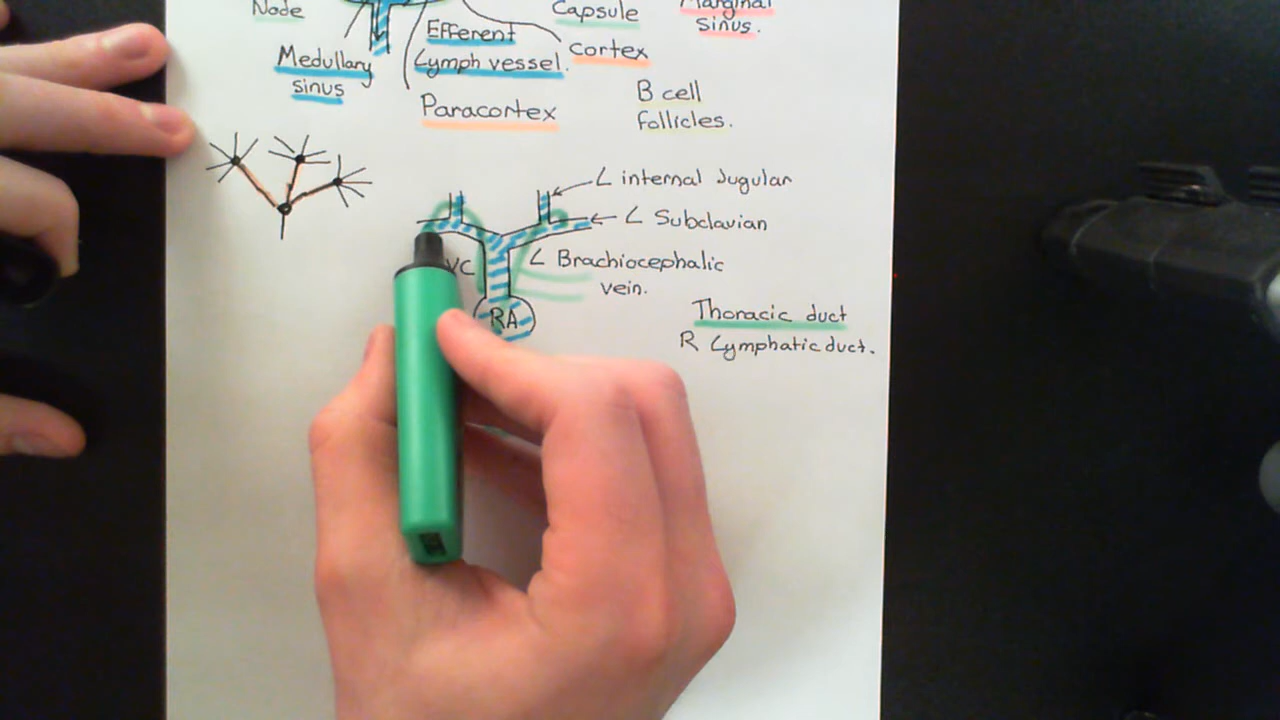 Node
Capsule
Marginal
sinus.
Efferent
Lymph vessel.
Medullary
sinus
Cortex
Paracortex
B cell
follicles.
L internal Jugular
L Subclavian
VC
L Brachiocephalic
vein.
RA
Thoracic duct
R Lymphatic duct.